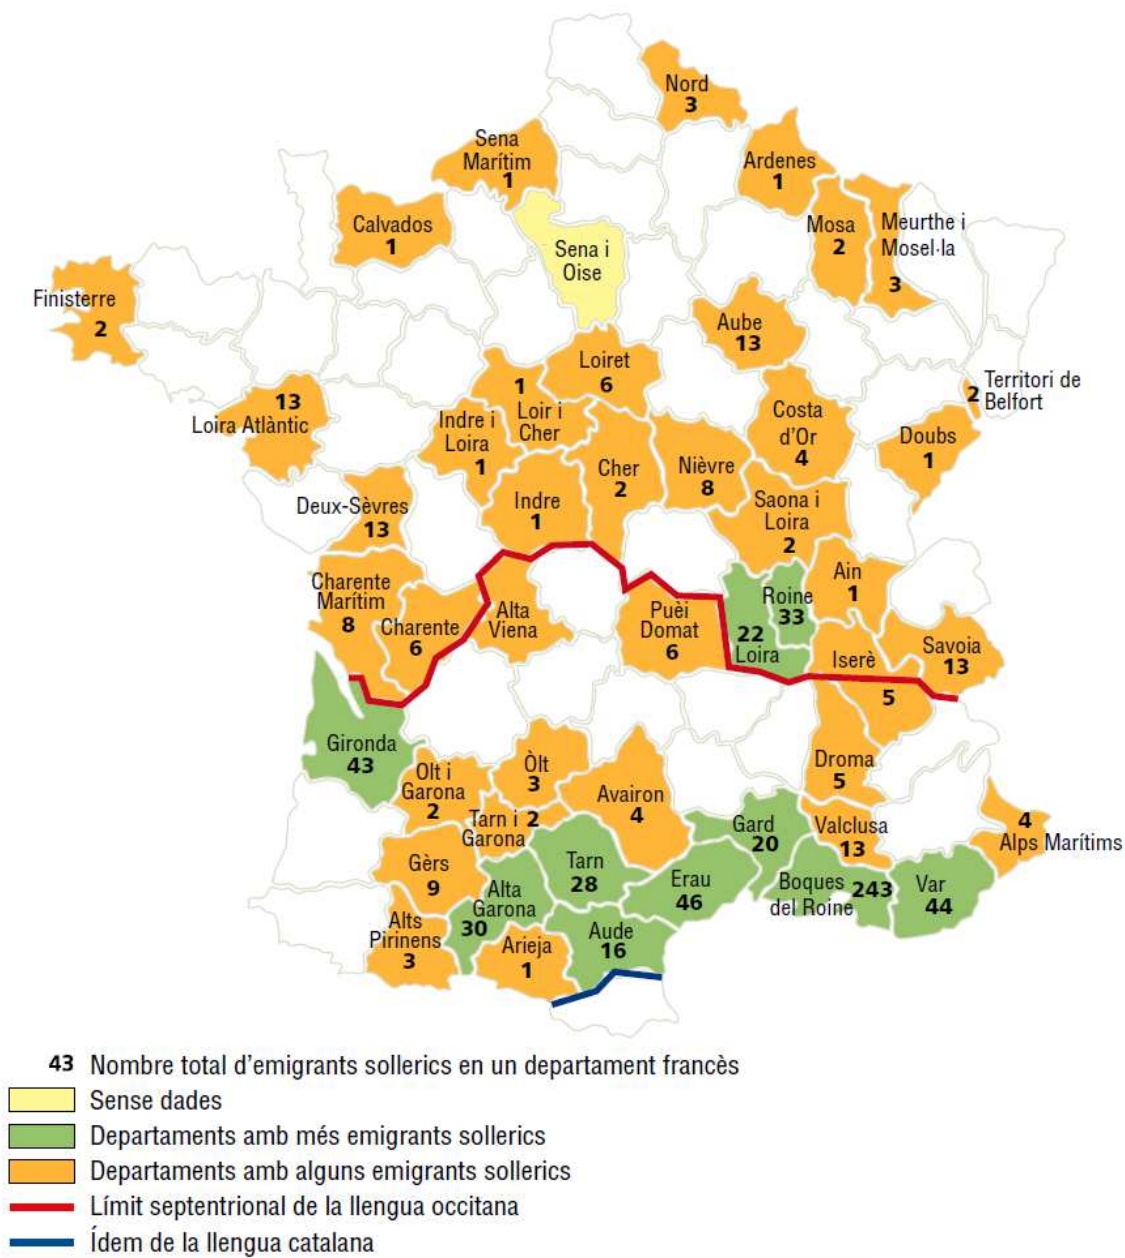 Nord
3
Sena
Marítim
1
Ardenes
1
Calvados
1
Mosa
2
Meurthe i
Mosel·la
3
Sena i
Oise
Finisterre
2
Aube
13
Loiret
6
1
Loir i
Cher
2
Territori de
Belfort
13
Loira Atlàntic
Indre i
Loira
1
Costa
d'Or
4
Doubs
1
Cher
2
Nièvre
8
Deux-Sèvres
13
Indre
1
Saona i
Loira
2
Charente
Marítim
8
Charente
6
Alta
Viena
Puèi
Domat
6
22
Loira
Roine
33
Ain
1
Iserè
5
Savoia
13
Gironda
43
Olt i
Garona
2
Òlt
3
Avairon
4
Droma
5
Tarn i
Garona
2
Gard
20
Valclusa
13
4
Alps Marítims
Gèrs
9
Alta
Garona
30
Tarn
28
Erau
46
Boques
del Roine
243
Var
44
Alts
Pirinens
3
Arieja
1
Aude
16
43 Nombre total d'emigrants sollerics en un departament francès
Sense dades
Departaments amb més emigrants sollerics
Departaments amb alguns emigrants sollerics
Límit septentrional de la llengua occitana
Ídem de la llengua catalana